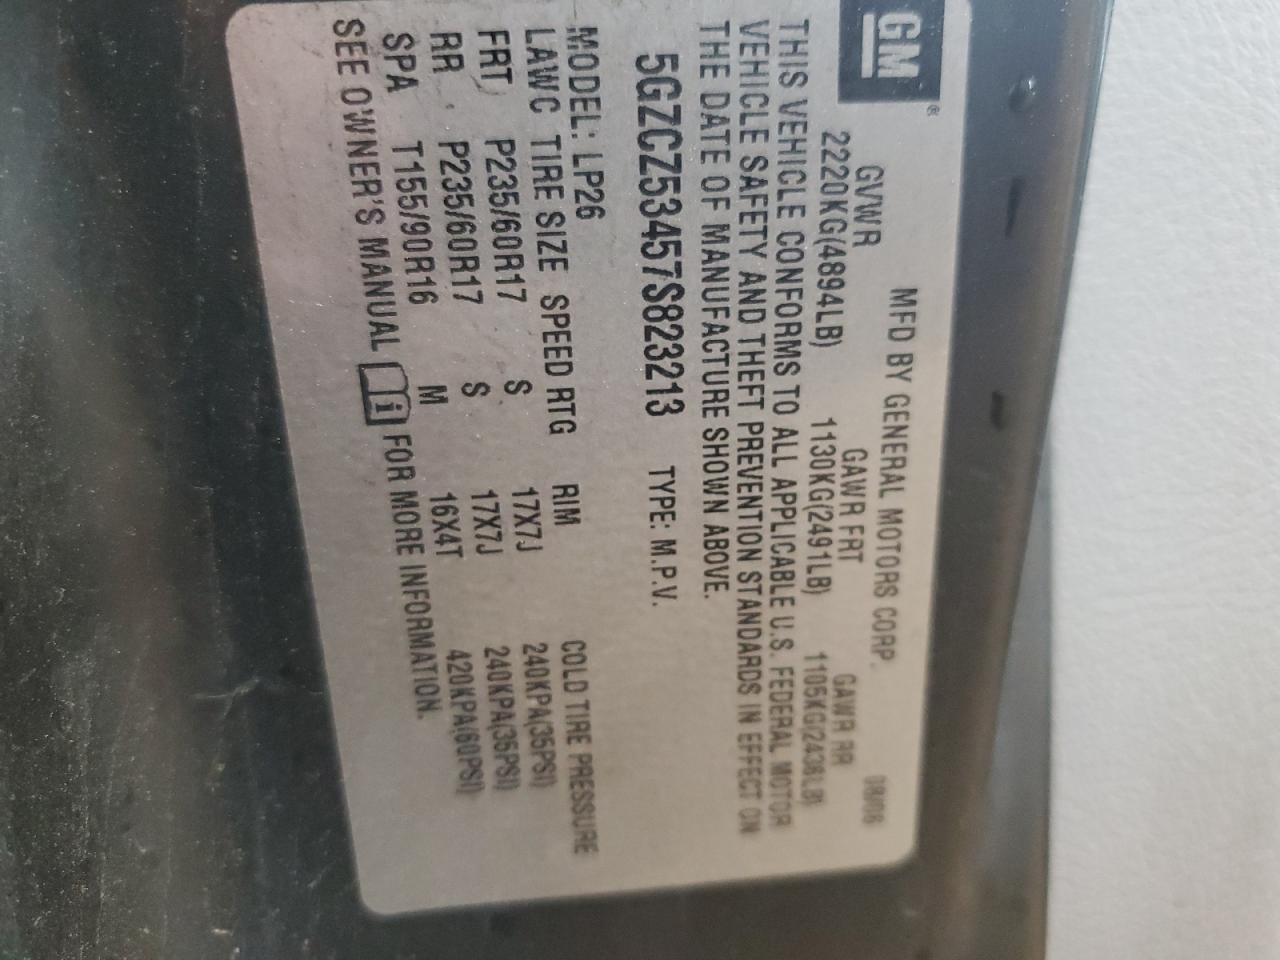 GM®
MFD BY GENERAL MOTORS CORP. 08/06
GVWR GAWR FRT GAWR RR
2220KG(4894LB) 1130KG(2491LB) 1105KG(2436LB)
THIS VEHICLE CONFORMS TO ALL APPLICABLE U.S. FEDERAL MOTOR
VEHICLE SAFETY AND THEFT PREVENTION STANDARDS IN EFFECT ON
THE DATE OF MANUFACTURE SHOWN ABOVE.
5GZCZ53457S823213 TYPE: M.P.V.
MODEL: LP26
LAWC TIRE SIZE SPEED RTG RIM COLD TIRE PRESSURE
FRT P235/60R17 S 17X7J 240KPA(35PSI)
RR P235/60R17 S 17X7J 240KPA(35PSI)
SPA T155/90R16 M 16X4T 420KPA(60PSI)
SEE OWNER'S MANUAL i FOR MORE INFORMATION.